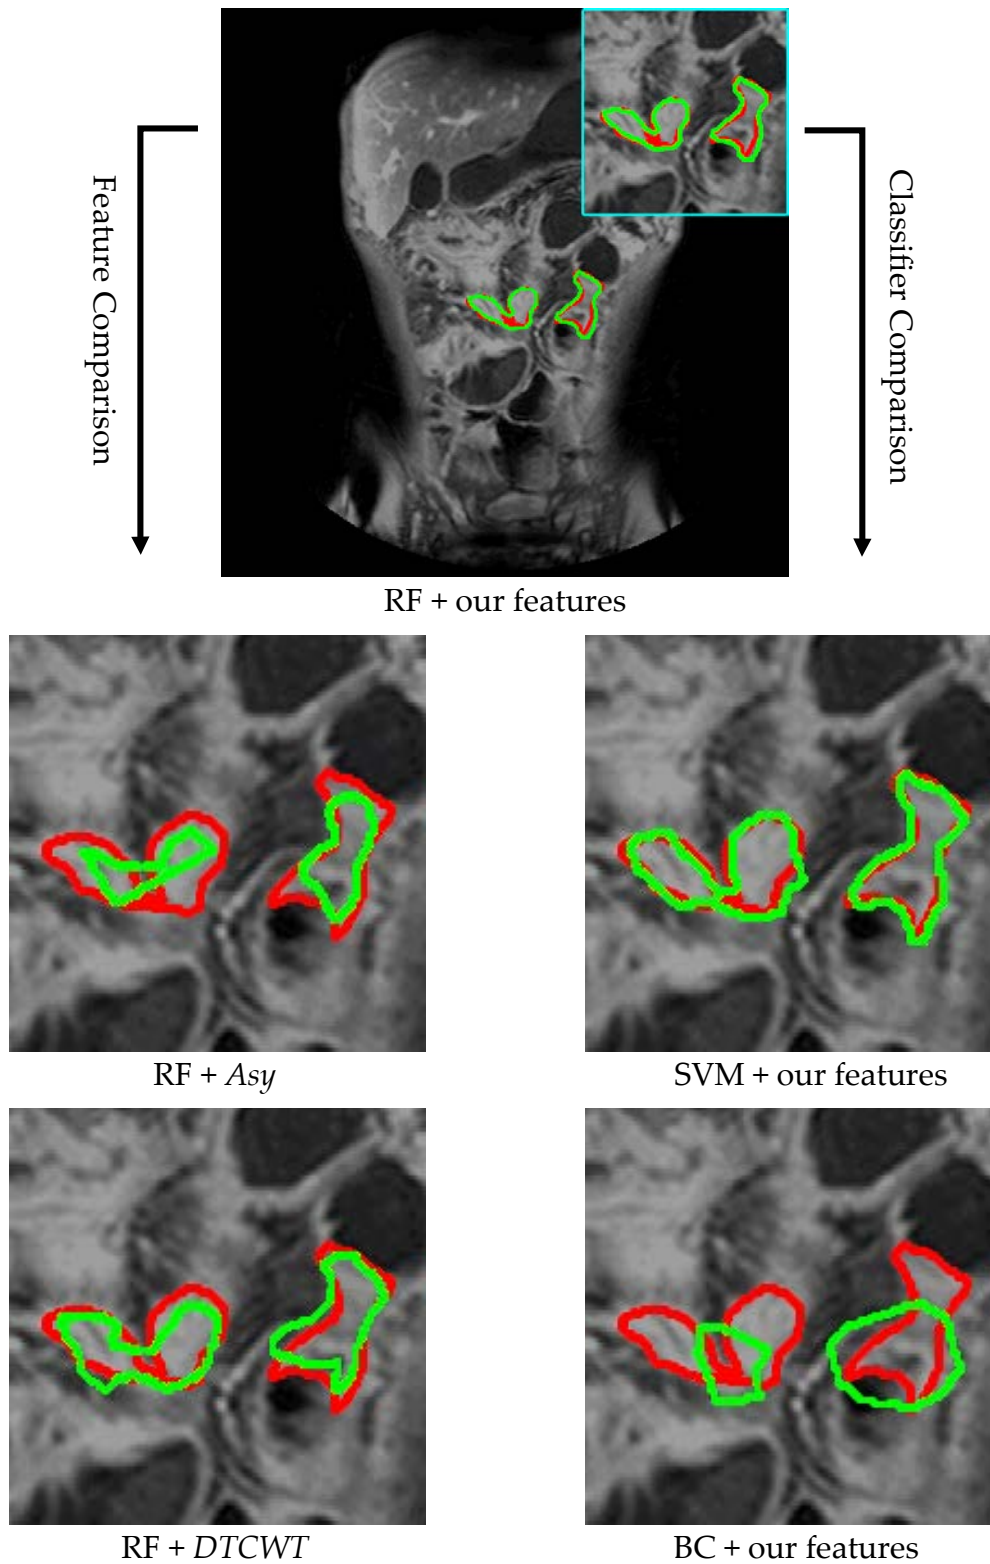 Feature Comparison
Classifier Comparison
RF + our features
RF + Asy
SVM + our features
RF + DTCWT
BC + our features